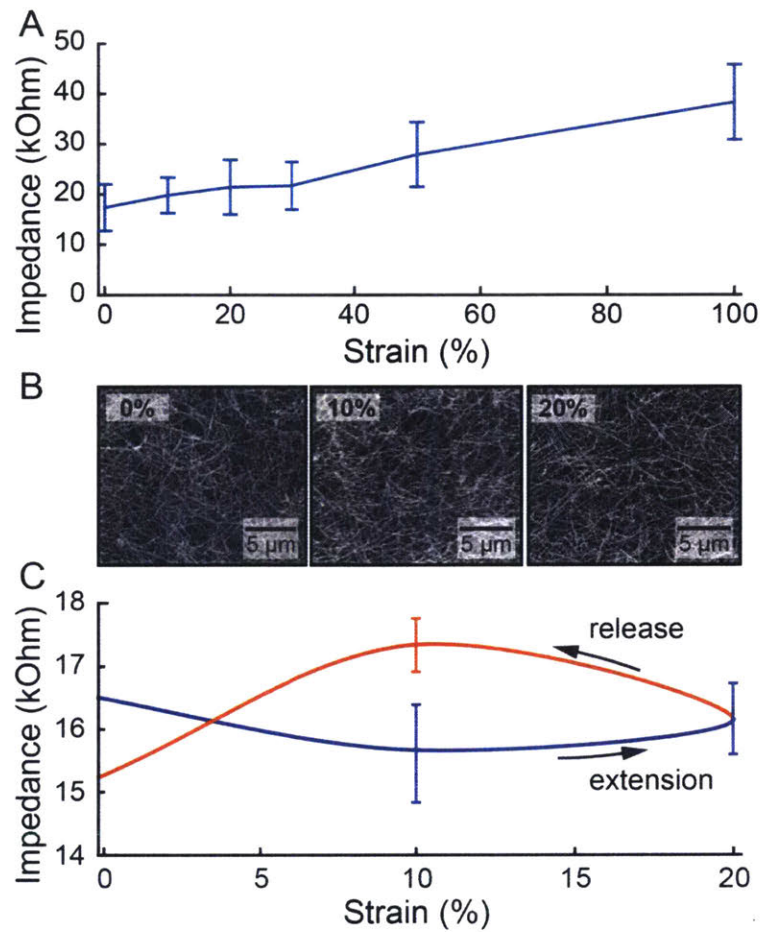 A
Impedance (kOhm)
50
40
30
20
10
0
0 20 40 60 80 100
Strain (%)
B
0% 10% 20%
5 μm 5 μm 5 μm
C
Impedance (kOhm)
18
17
16
15
14
release
extension
0 5 10 15 20
Strain (%)